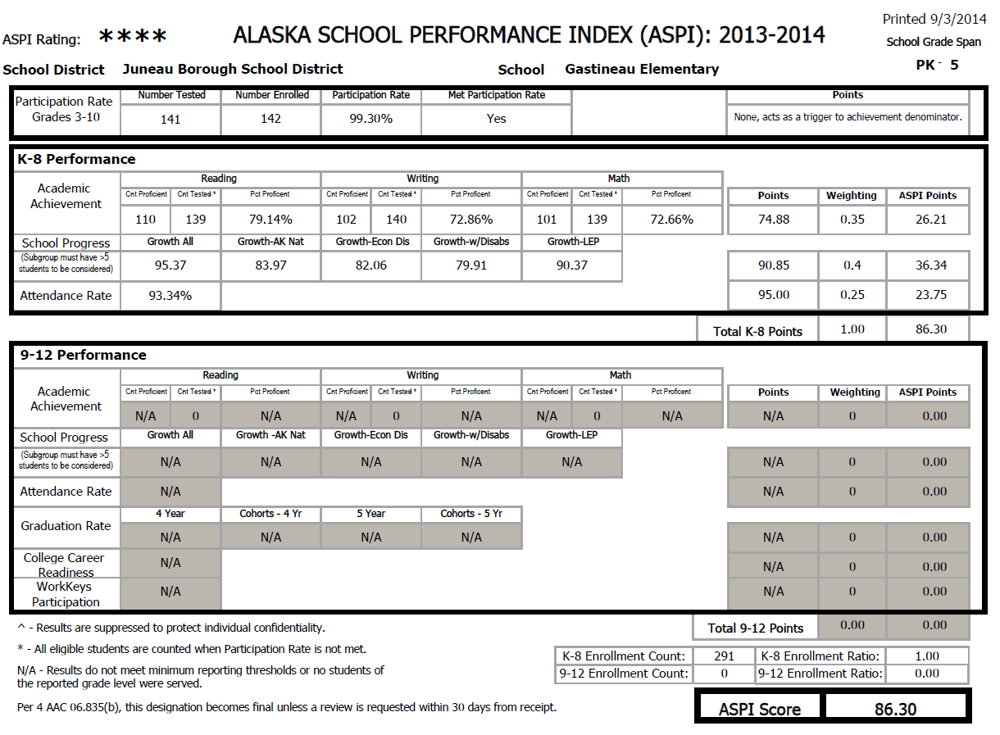 Printed 9/3/2014
ASPI Rating: **** ALASKA SCHOOL PERFORMANCE INDEX (ASPI): 2013-2014
School Grade Span
School District Juneau Borough School District School Gastineau Elementary PK - 5
Participation Rate Grades 3-10
Number Tested Number Enrolled Participation Rate Met Participation Rate Points
141 142 99.30% Yes None, acts as a trigger to achievement denominator.
K-8 Performance
Academic Achievement
Reading Writing Math
Cnt Proficient Cnt Tested * Pct Proficent Cnt Proficient Cnt Tested * Pct Proficent Cnt Proficient Cnt Tested * Pct Proficent Points Weighting ASPI Points
110 139 79.14% 102 140 72.86% 101 139 72.66% 74.88 0.35 26.21
School Progress Growth All Growth-AK Nat Growth-Econ Dis Growth-w/Disabs Growth-LEP
(Subgroup must have >5 students to be considered) 95.37 83.97 82.06 79.91 90.37 90.85 0.4 36.34
Attendance Rate 93.34% 95.00 0.25 23.75
Total K-8 Points 1.00 86.30
9-12 Performance
Academic Achievement
Reading Writing Math
Cnt Proficient Cnt Tested * Pct Proficent Cnt Proficient Cnt Tested * Pct Proficent Cnt Proficient Cnt Tested * Pct Proficent Points Weighting ASPI Points
N/A 0 N/A N/A 0 N/A N/A 0 N/A N/A 0 0.00
School Progress Growth All Growth -AK Nat Growth-Econ Dis Growth-w/Disabs Growth-LEP
(Subgroup must have >5 students to be considered) N/A N/A N/A N/A N/A N/A 0 0.00
Attendance Rate N/A N/A 0 0.00
Graduation Rate 4 Year Cohorts - 4 Yr 5 Year Cohorts - 5 Yr
N/A N/A N/A N/A N/A 0 0.00
College Career Readiness N/A N/A 0 0.00
WorkKeys Participation N/A N/A 0 0.00
Total 9-12 Points 0.00 0.00
^ - Results are suppressed to protect individual confidentiality.
* - All eligible students are counted when Participation Rate is not met.
N/A - Results do not meet minimum reporting thresholds or no students of
the reported grade level were served.
Per 4 AAC 06.835(b), this designation becomes final unless a review is requested within 30 days from receipt.
K-8 Enrollment Count: 291 K-8 Enrollment Ratio: 1.00
9-12 Enrollment Count: 0 9-12 Enrollment Ratio: 0.00
ASPI Score 86.30